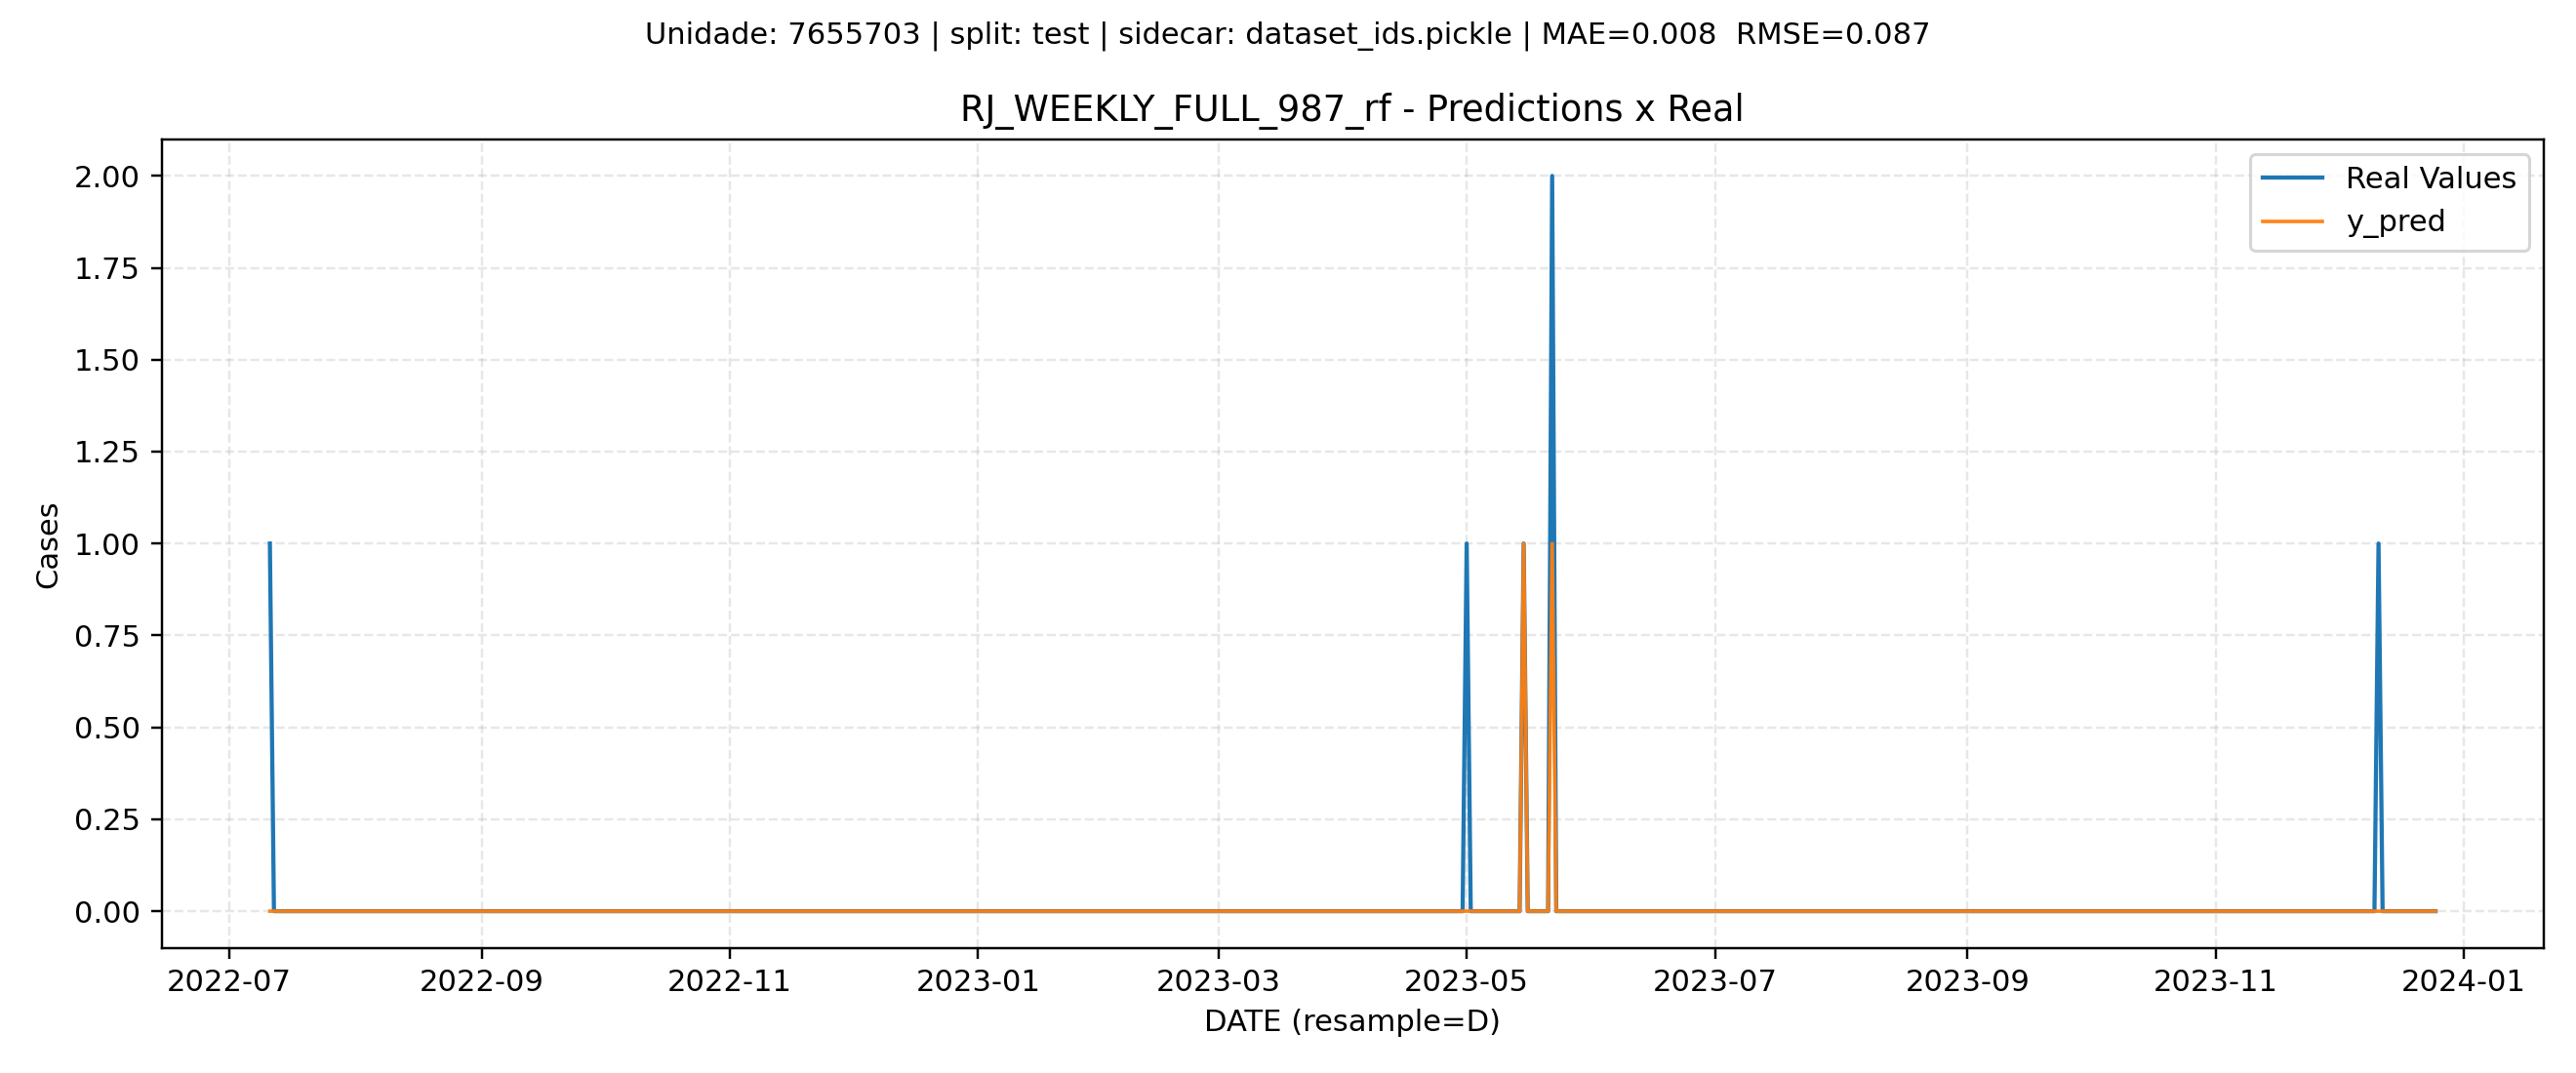 Unidade: 7655703 | split: test | sidecar: dataset_ids.pickle | MAE=0.008  RMSE=0.087
RJ_WEEKLY_FULL_987_rf - Predictions x Real
Real Values
y_pred
2.00
1.75
1.50
1.25
1.00
0.75
0.50
0.25
0.00
Cases
2022-07 2022-09 2022-11 2023-01 2023-03 2023-05 2023-07 2023-09 2023-11 2024-01
DATE (resample=D)